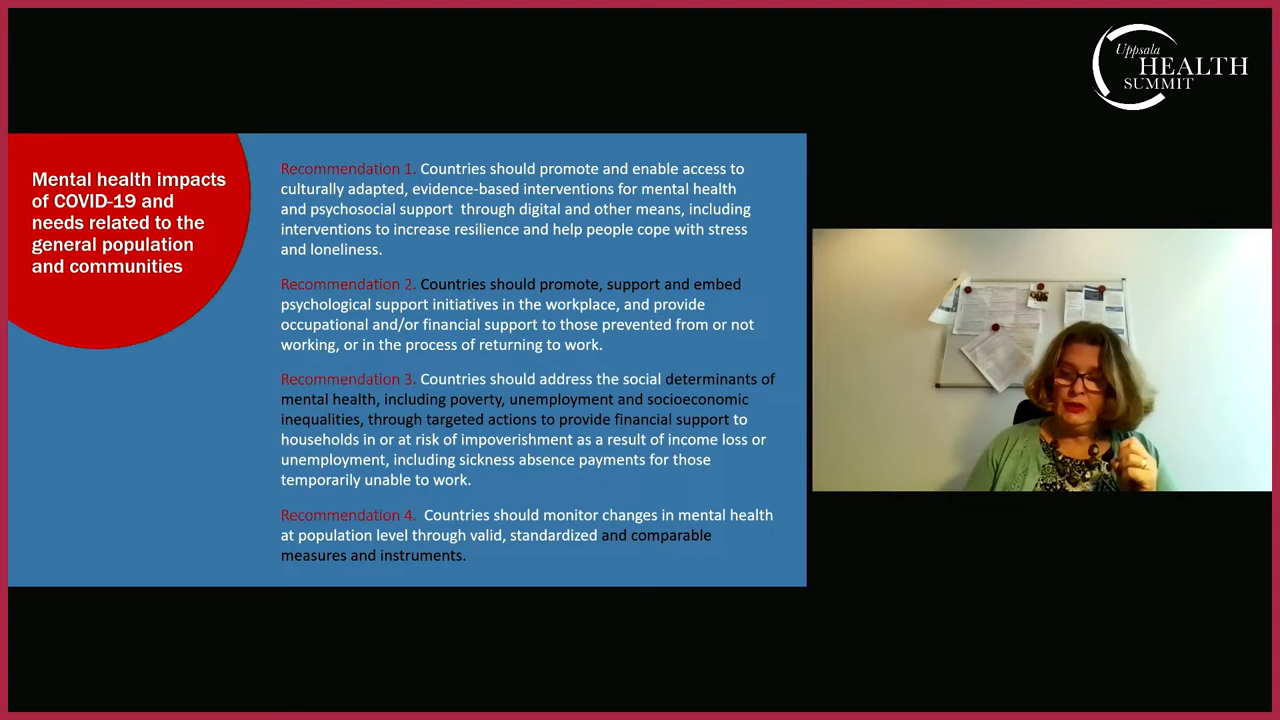 Uppsala
HEALTH
SUMMIT
Mental health impacts
of COVID-19 and
needs related to the
general population
and communities
Recommendation 1. Countries should promote and enable access to
culturally adapted, evidence-based interventions for mental health
and psychosocial support through digital and other means, including
interventions to increase resilience and help people cope with stress
and loneliness.
Recommendation 2. Countries should promote, support and embed
psychological support initiatives in the workplace, and provide
occupational and/or financial support to those prevented from or not
working, or in the process of returning to work.
Recommendation 3. Countries should address the social determinants of
mental health, including poverty, unemployment and socioeconomic
inequalities, through targeted actions to provide financial support to
households in or at risk of impoverishment as a result of income loss or
unemployment, including sickness absence payments for those
temporarily unable to work.
Recommendation 4. Countries should monitor changes in mental health
at population level through valid, standardized and comparable
measures and instruments.